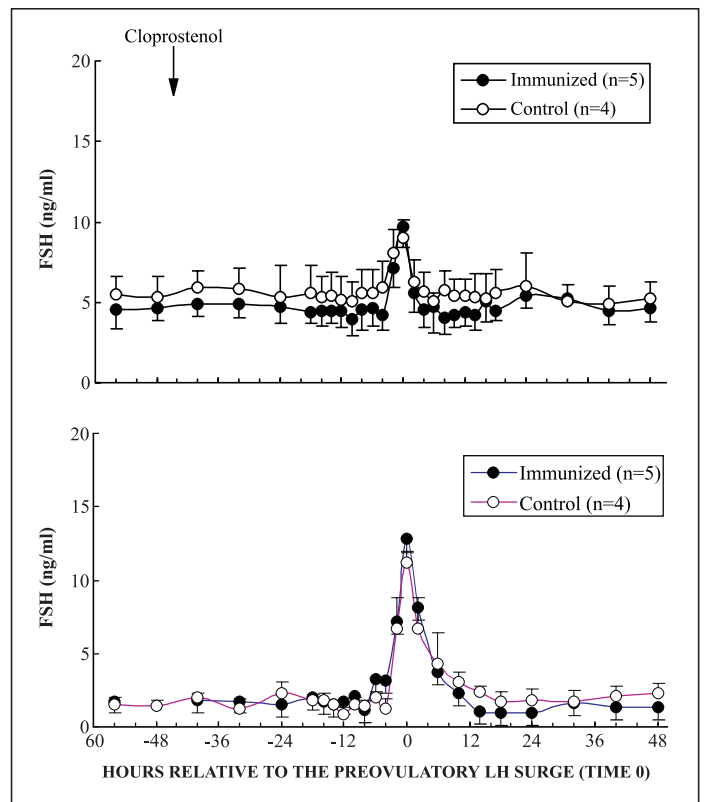 Cloprostenol
20
15
10
5
0
FSH (ng/ml)
Immunized (n=5)
Control (n=4)
20
15
10
5
0
FSH (ng/ml)
Immunized (n=5)
Control (n=4)
60 -48 -36 -24 -12 0 12 24 36 48
HOURS RELATIVE TO THE PREOVULATORY LH SURGE (TIME 0)